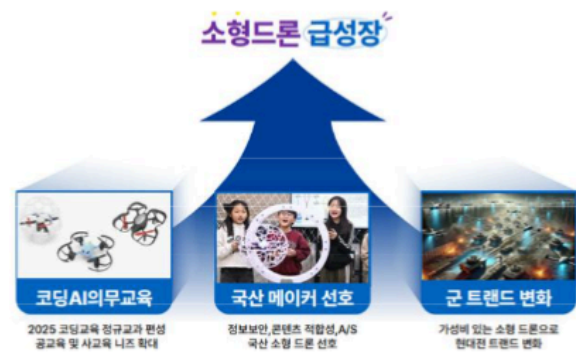 소형드론 급성장
코딩AI의무교육
국산 메이커 선호
군 트랜드 변화
2025 코딩교육 정규교과 편성
공교육 및 사교육 니즈 확대
정보보안,콘텐츠 적합성,A/S
국산 소형 드론 선호
가성비 있는 소형 드론으로
현대전 트랜드 변화